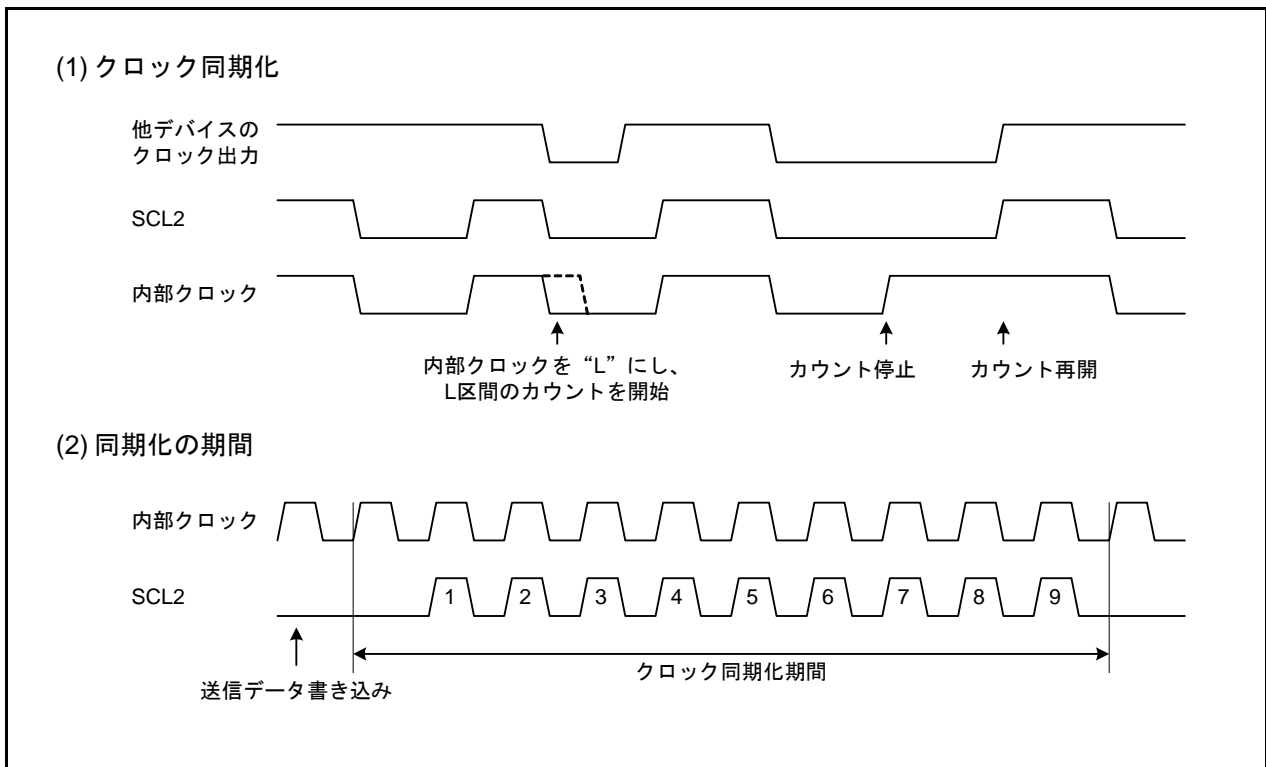 (1) クロック同期化
他デバイスの
クロック出力
SCL2
内部クロック
内部クロックを“L”にし、
L区間のカウントを開始
カウント停止
カウント再開
(2) 同期化の期間
内部クロック
SCL2
1 2 3 4 5 6 7 8 9
クロック同期化期間
送信データ書き込み